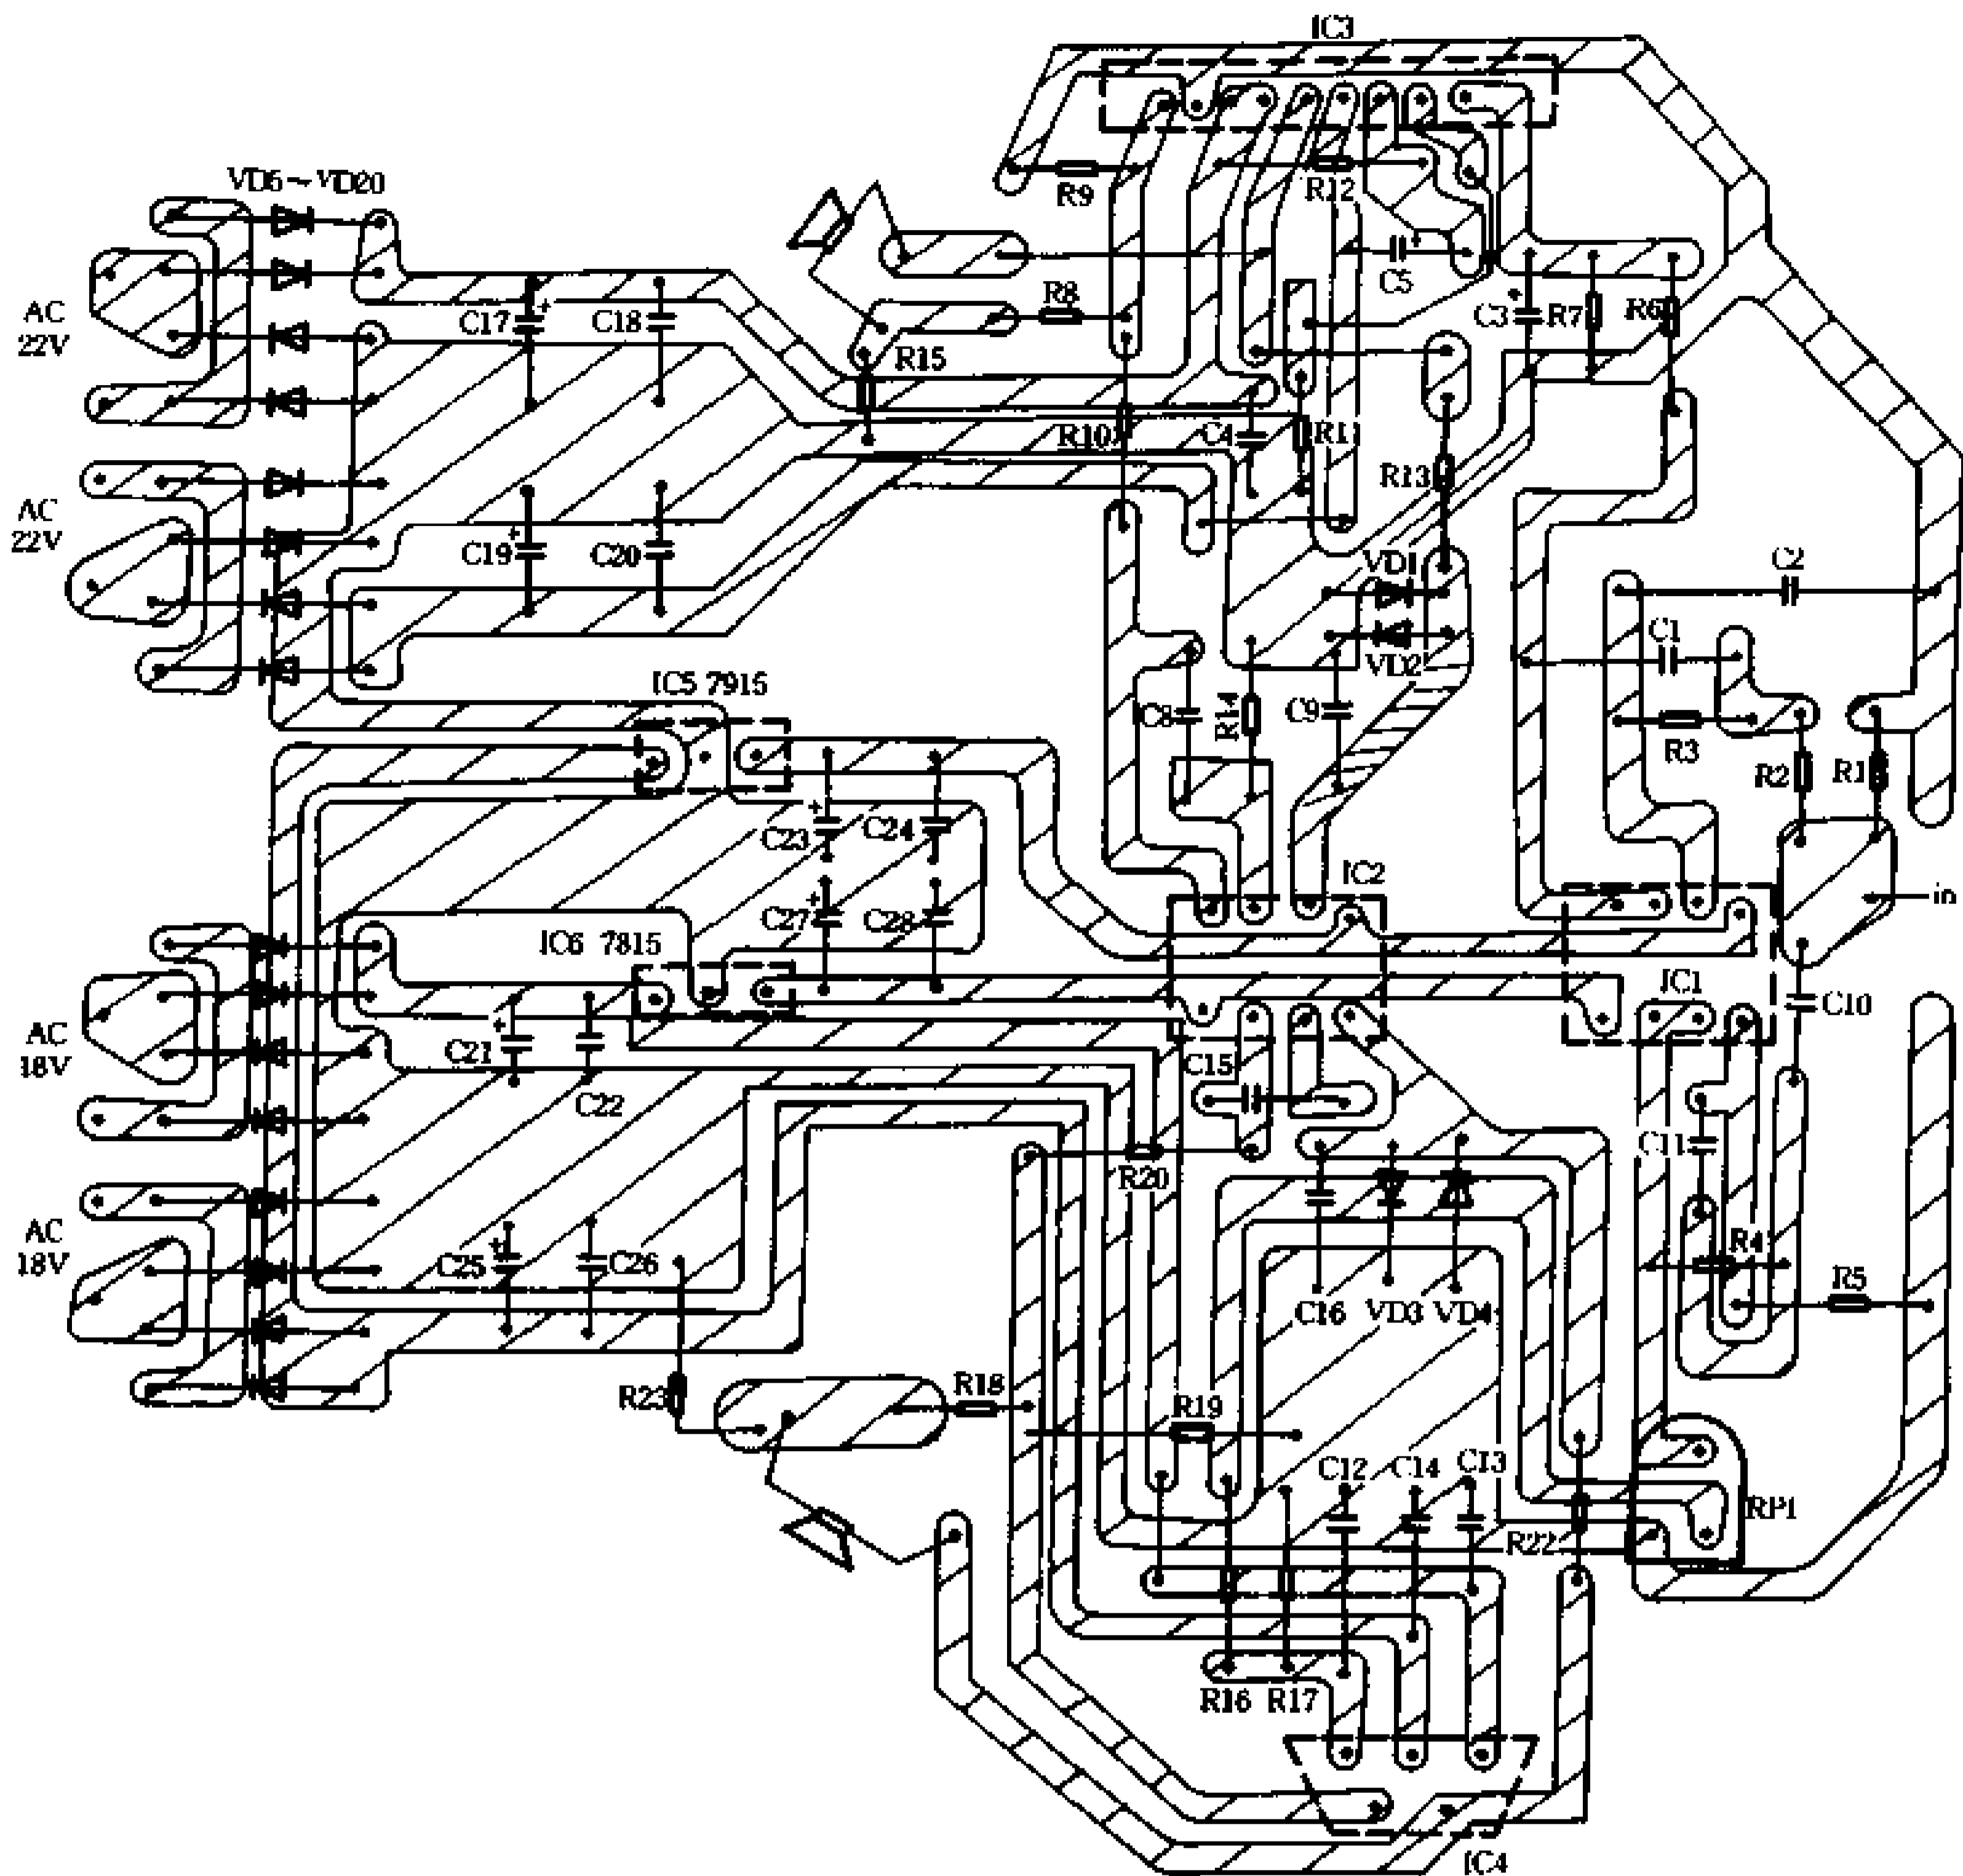 IC3
VD5~VD20
R9
R12
AC
22V
C17
C18
R8
C5
C3
R7
R6
R15
R10
C4
R11
R13
AC
22V
C19
C20
VD1
C2
C1
VD2
IC5 7915
C8
R14
C9
R3
R2
R1
C23
C24
IC2
in
C27
C28
IC6 7815
IC1
C10
AC
18V
C21
C22
C15
C11
R20
R4
R5
AC
18V
C25
C26
C16
VD3
VD4
R23
R18
R19
C12
C14
C13
RP1
R22
R16
R17
IC4